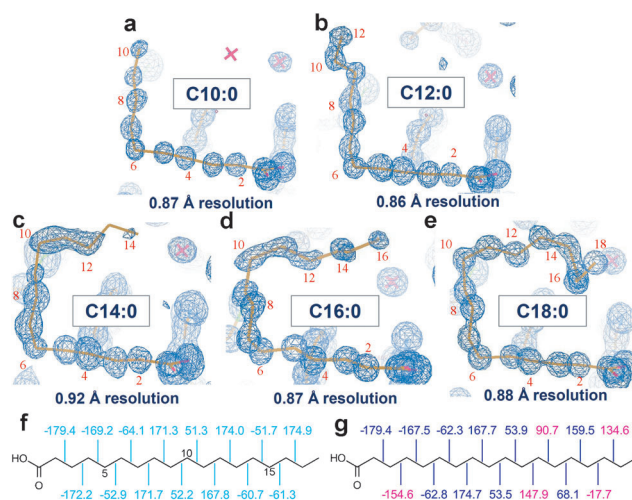 a
10
8
6
4
2
C10:0
0.87 Å resolution
b
12
10
8
6
4
2
C12:0
0.86 Å resolution
c
10
12
14
8
6
4
2
C14:0
0.92 Å resolution
d
10
12
14
16
8
6
4
2
C16:0
0.87 Å resolution
e
10
12
14
16
18
8
6
4
2
C18:0
0.88 Å resolution
f
-179.4 -169.2 -64.1 171.3 51.3 174.0 -51.7 174.9
HO
O
5
10
15
-172.2 -52.9 171.7 52.2 167.8 -60.7 -61.3
g
-179.4 -167.5 -62.3 167.7 53.9 90.7 159.5 134.6
HO
O
-154.6 -62.8 174.7 53.5 147.9 68.1 -17.7